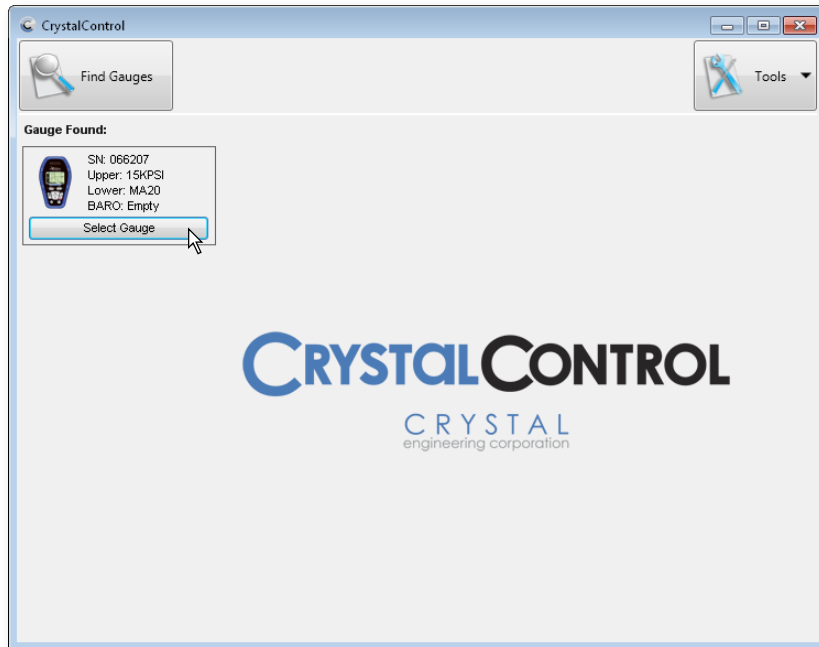 CrystalControl
Find Gauges
Tools
Gauge Found:
SN: 066207
Upper: 15KPSI
Lower: MA20
BARO: Empty
Select Gauge
CRYSTALCONTROL
CRYSTAL
engineering corporation